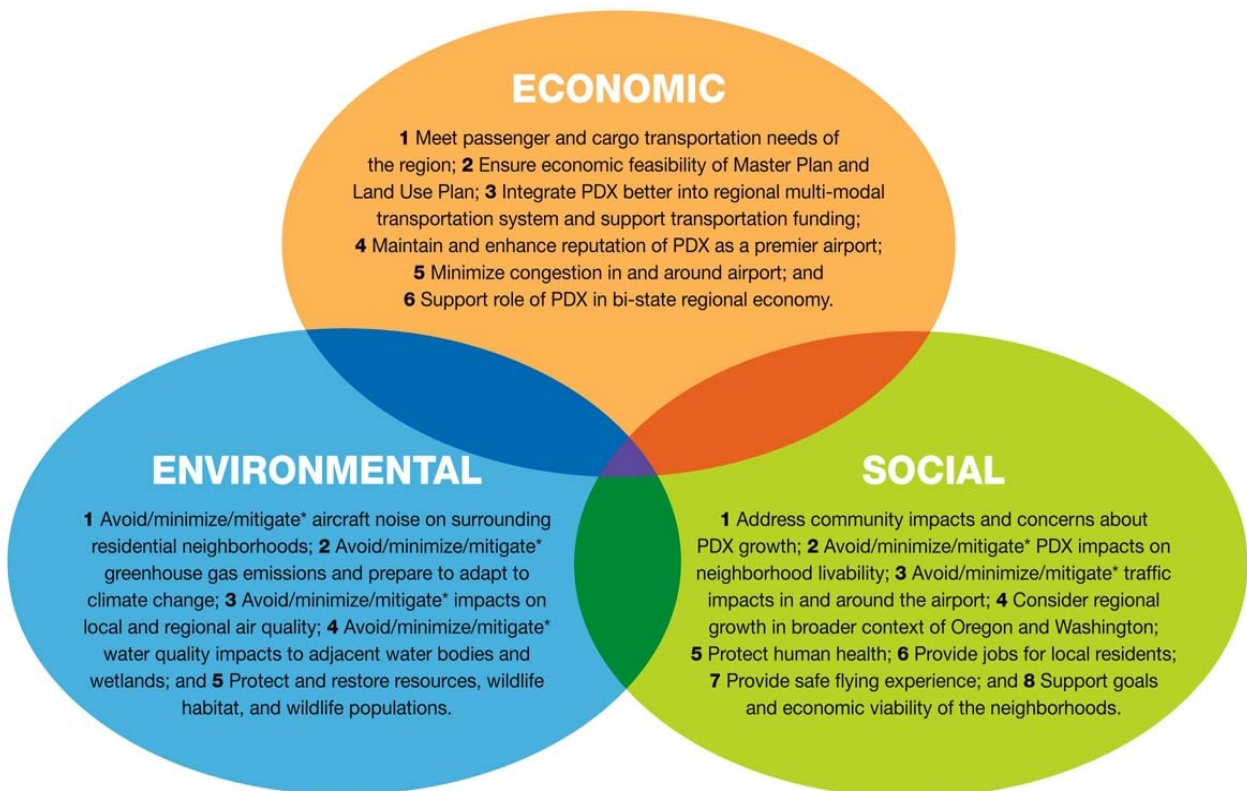 ECONOMIC
1 Meet passenger and cargo transportation needs of
the region; 2 Ensure economic feasibility of Master Plan and
Land Use Plan; 3 Integrate PDX better into regional multi-modal
transportation system and support transportation funding;
4 Maintain and enhance reputation of PDX as a premier airport;
5 Minimize congestion in and around airport; and
6 Support role of PDX in bi-state regional economy.
ENVIRONMENTAL
1 Avoid/minimize/mitigate* aircraft noise on surrounding
residential neighborhoods; 2 Avoid/minimize/mitigate*
greenhouse gas emissions and prepare to adapt to
climate change; 3 Avoid/minimize/mitigate* impacts on
local and regional air quality; 4 Avoid/minimize/mitigate*
water quality impacts to adjacent water bodies and
wetlands; and 5 Protect and restore resources, wildlife
habitat, and wildlife populations.
SOCIAL
1 Address community impacts and concerns about
PDX growth; 2 Avoid/minimize/mitigate* PDX impacts on
neighborhood livability; 3 Avoid/minimize/mitigate* traffic
impacts in and around the airport; 4 Consider regional
growth in broader context of Oregon and Washington;
5 Protect human health; 6 Provide jobs for local residents;
7 Provide safe flying experience; and 8 Support goals
and economic viability of the neighborhoods.